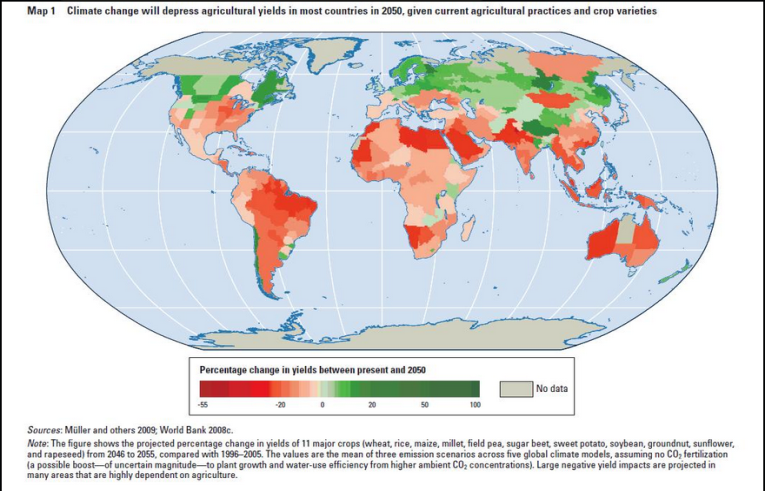 Map 1 Climate change will depress agricultural yields in most countries in 2050, given current agricultural practices and crop varieties
Percentage change in yields between present and 2050
-55 -20 0 20 50 100
No data
Sources: Müller and others 2009; World Bank 2008c.
Note: The figure shows the projected percentage change in yields of 11 major crops (wheat, rice, maize, millet, field pea, sugar beet, sweet potato, soybean, groundnut, sunflower,
and rapeseed) from 2046 to 2055, compared with 1996–2005. The values are the mean of three emission scenarios across five global climate models, assuming no CO₂ fertilization
(a possible boost—of uncertain magnitude—to plant growth and water-use efficiency from higher ambient CO₂ concentrations). Large negative yield impacts are projected in
many areas that are highly dependent on agriculture.